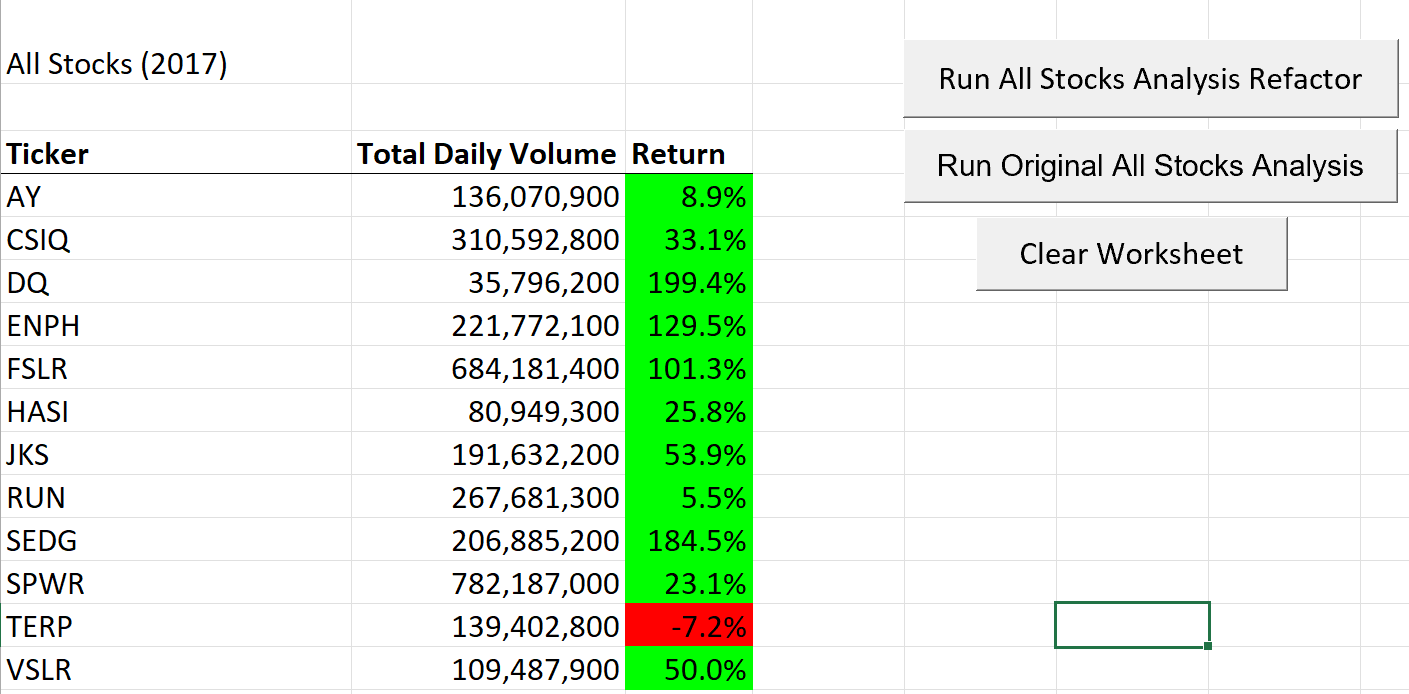 All Stocks (2017)
Run All Stocks Analysis Refactor
Run Original All Stocks Analysis
Clear Worksheet
Ticker Total Daily Volume Return
AY 136,070,900 8.9%
CSIQ 310,592,800 33.1%
DQ 35,796,200 199.4%
ENPH 221,772,100 129.5%
FSLR 684,181,400 101.3%
HASI 80,949,300 25.8%
JKS 191,632,200 53.9%
RUN 267,681,300 5.5%
SEDG 206,885,200 184.5%
SPWR 782,187,000 23.1%
TERP 139,402,800 -7.2%
VSLR 109,487,900 50.0%